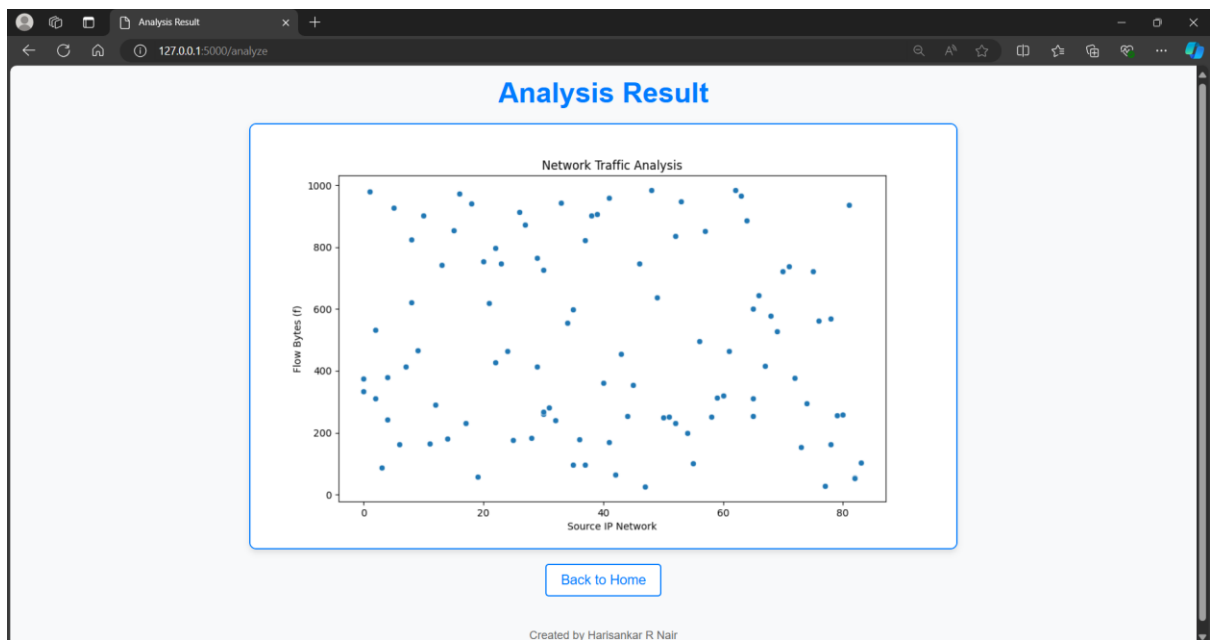 Analysis Result
127.0.0.1:5000/analyze
Analysis Result
Network Traffic Analysis
1000
800
600
400
200
0
Flow Bytes (f)
0 20 40 60 80
Source IP Network
Back to Home
Created by Harisankar R Nair